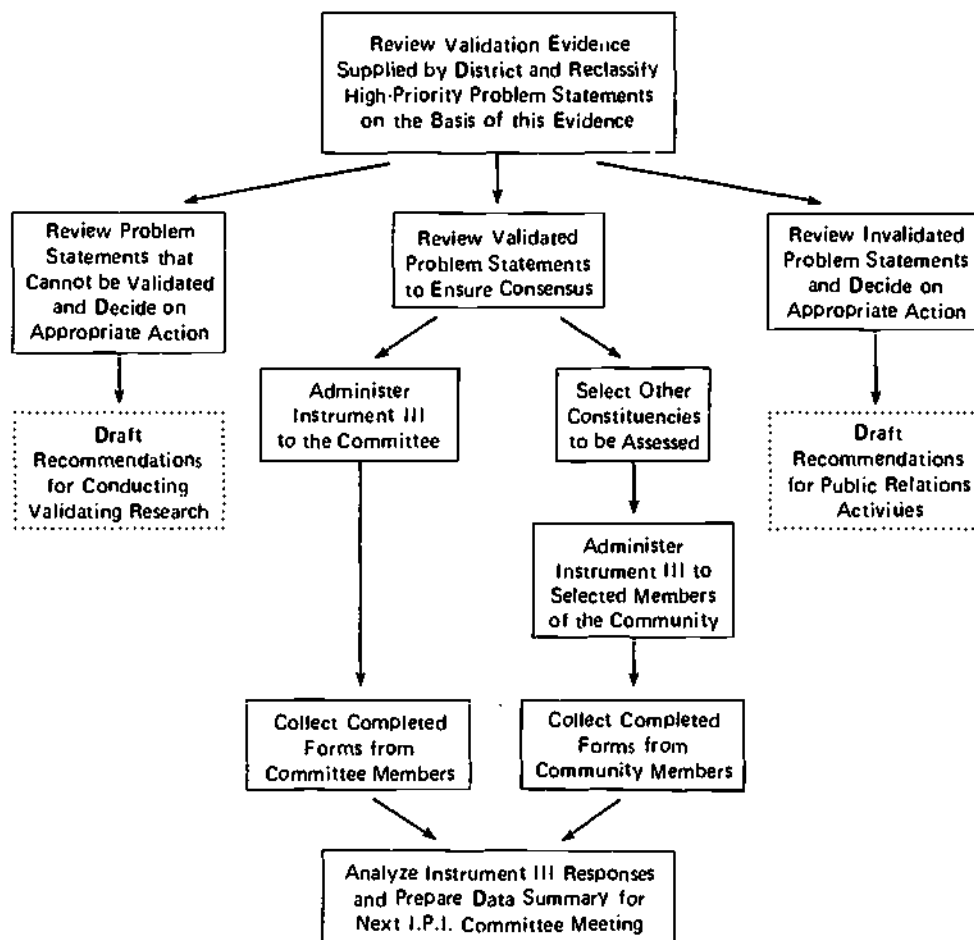 Review Validation Evidence
Supplied by District and Reclassify
High-Priority Problem Statements
on the Basis of this Evidence
Review Problem
Statements that
Cannot be Validated
and Decide on
Appropriate Action
Review Validated
Problem Statements
to Ensure Consensus
Review Invalidated
Problem Statements
and Decide on
Appropriate Action
Administer
Instrument III
to the Committee
Select Other
Constituencies
to be Assessed
Draft
Recommendations
for Conducting
Validating Research
Draft
Recommendations
for Public Relations
Activities
Administer
Instrument III to
Selected Members
of the Community
Collect Completed
Forms from
Committee Members
Collect Completed
Forms from
Community Members
Analyze Instrument III Responses
and Prepare Data Summary for
Next I.P.I. Committee Meeting